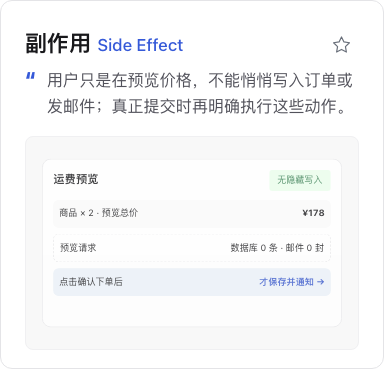 副作用 Side Effect
“ 用户只是在预览价格，不能悄悄写入订单或
发邮件；真正提交时再明确执行这些动作。
运费预览 无隐藏写入
商品 × 2 · 预览总价 ¥178
预览请求 数据库 0 条 · 邮件 0 封
点击确认下单后 才保存并通知 →